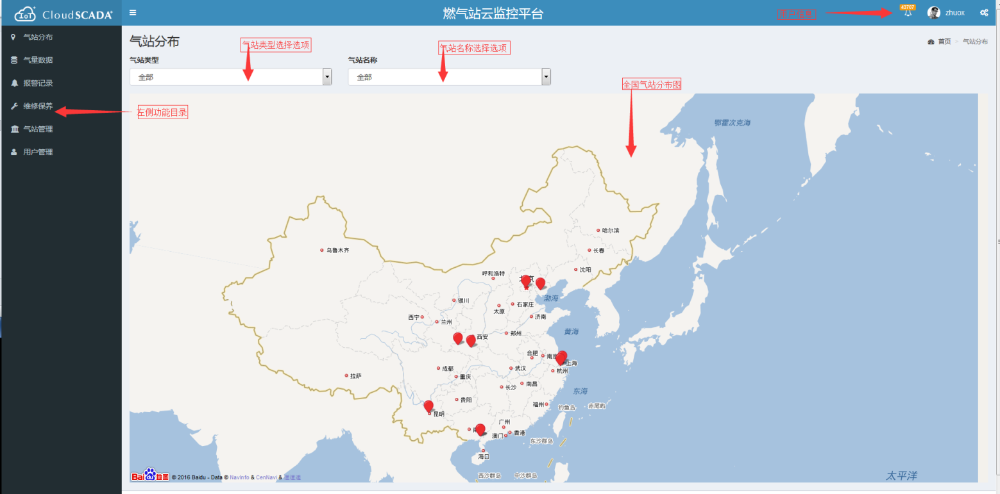 IoT CloudSCADA
燃气站云监控平台
43707
zhuox
气站分布
气量数据
报警记录
维修保养
气站管理
用户管理
左侧功能目录
气站分布
首页 > 气站分布
气站类型选择选项
气站名称选择选项
气站类型
气站名称
全部
全部
全国气站分布图
鄂霍次克海
哈尔滨
乌鲁木齐
长春
沈阳
呼和浩特
渤海
银川
石家庄
太原
西宁
兰州
济南
黄海
郑州
西安
合肥
南京
上海
成都
武汉
杭州
拉萨
重庆
长沙
南昌
东海
贵阳
福州
钓鱼岛
赤尾屿
昆明
广州
香港
澳门
东沙群岛
海口
西沙群岛
中沙群岛
太平洋
Bai du 地图
© 2016 Baidu - Data © NavInfo & CenNavi & 道道通